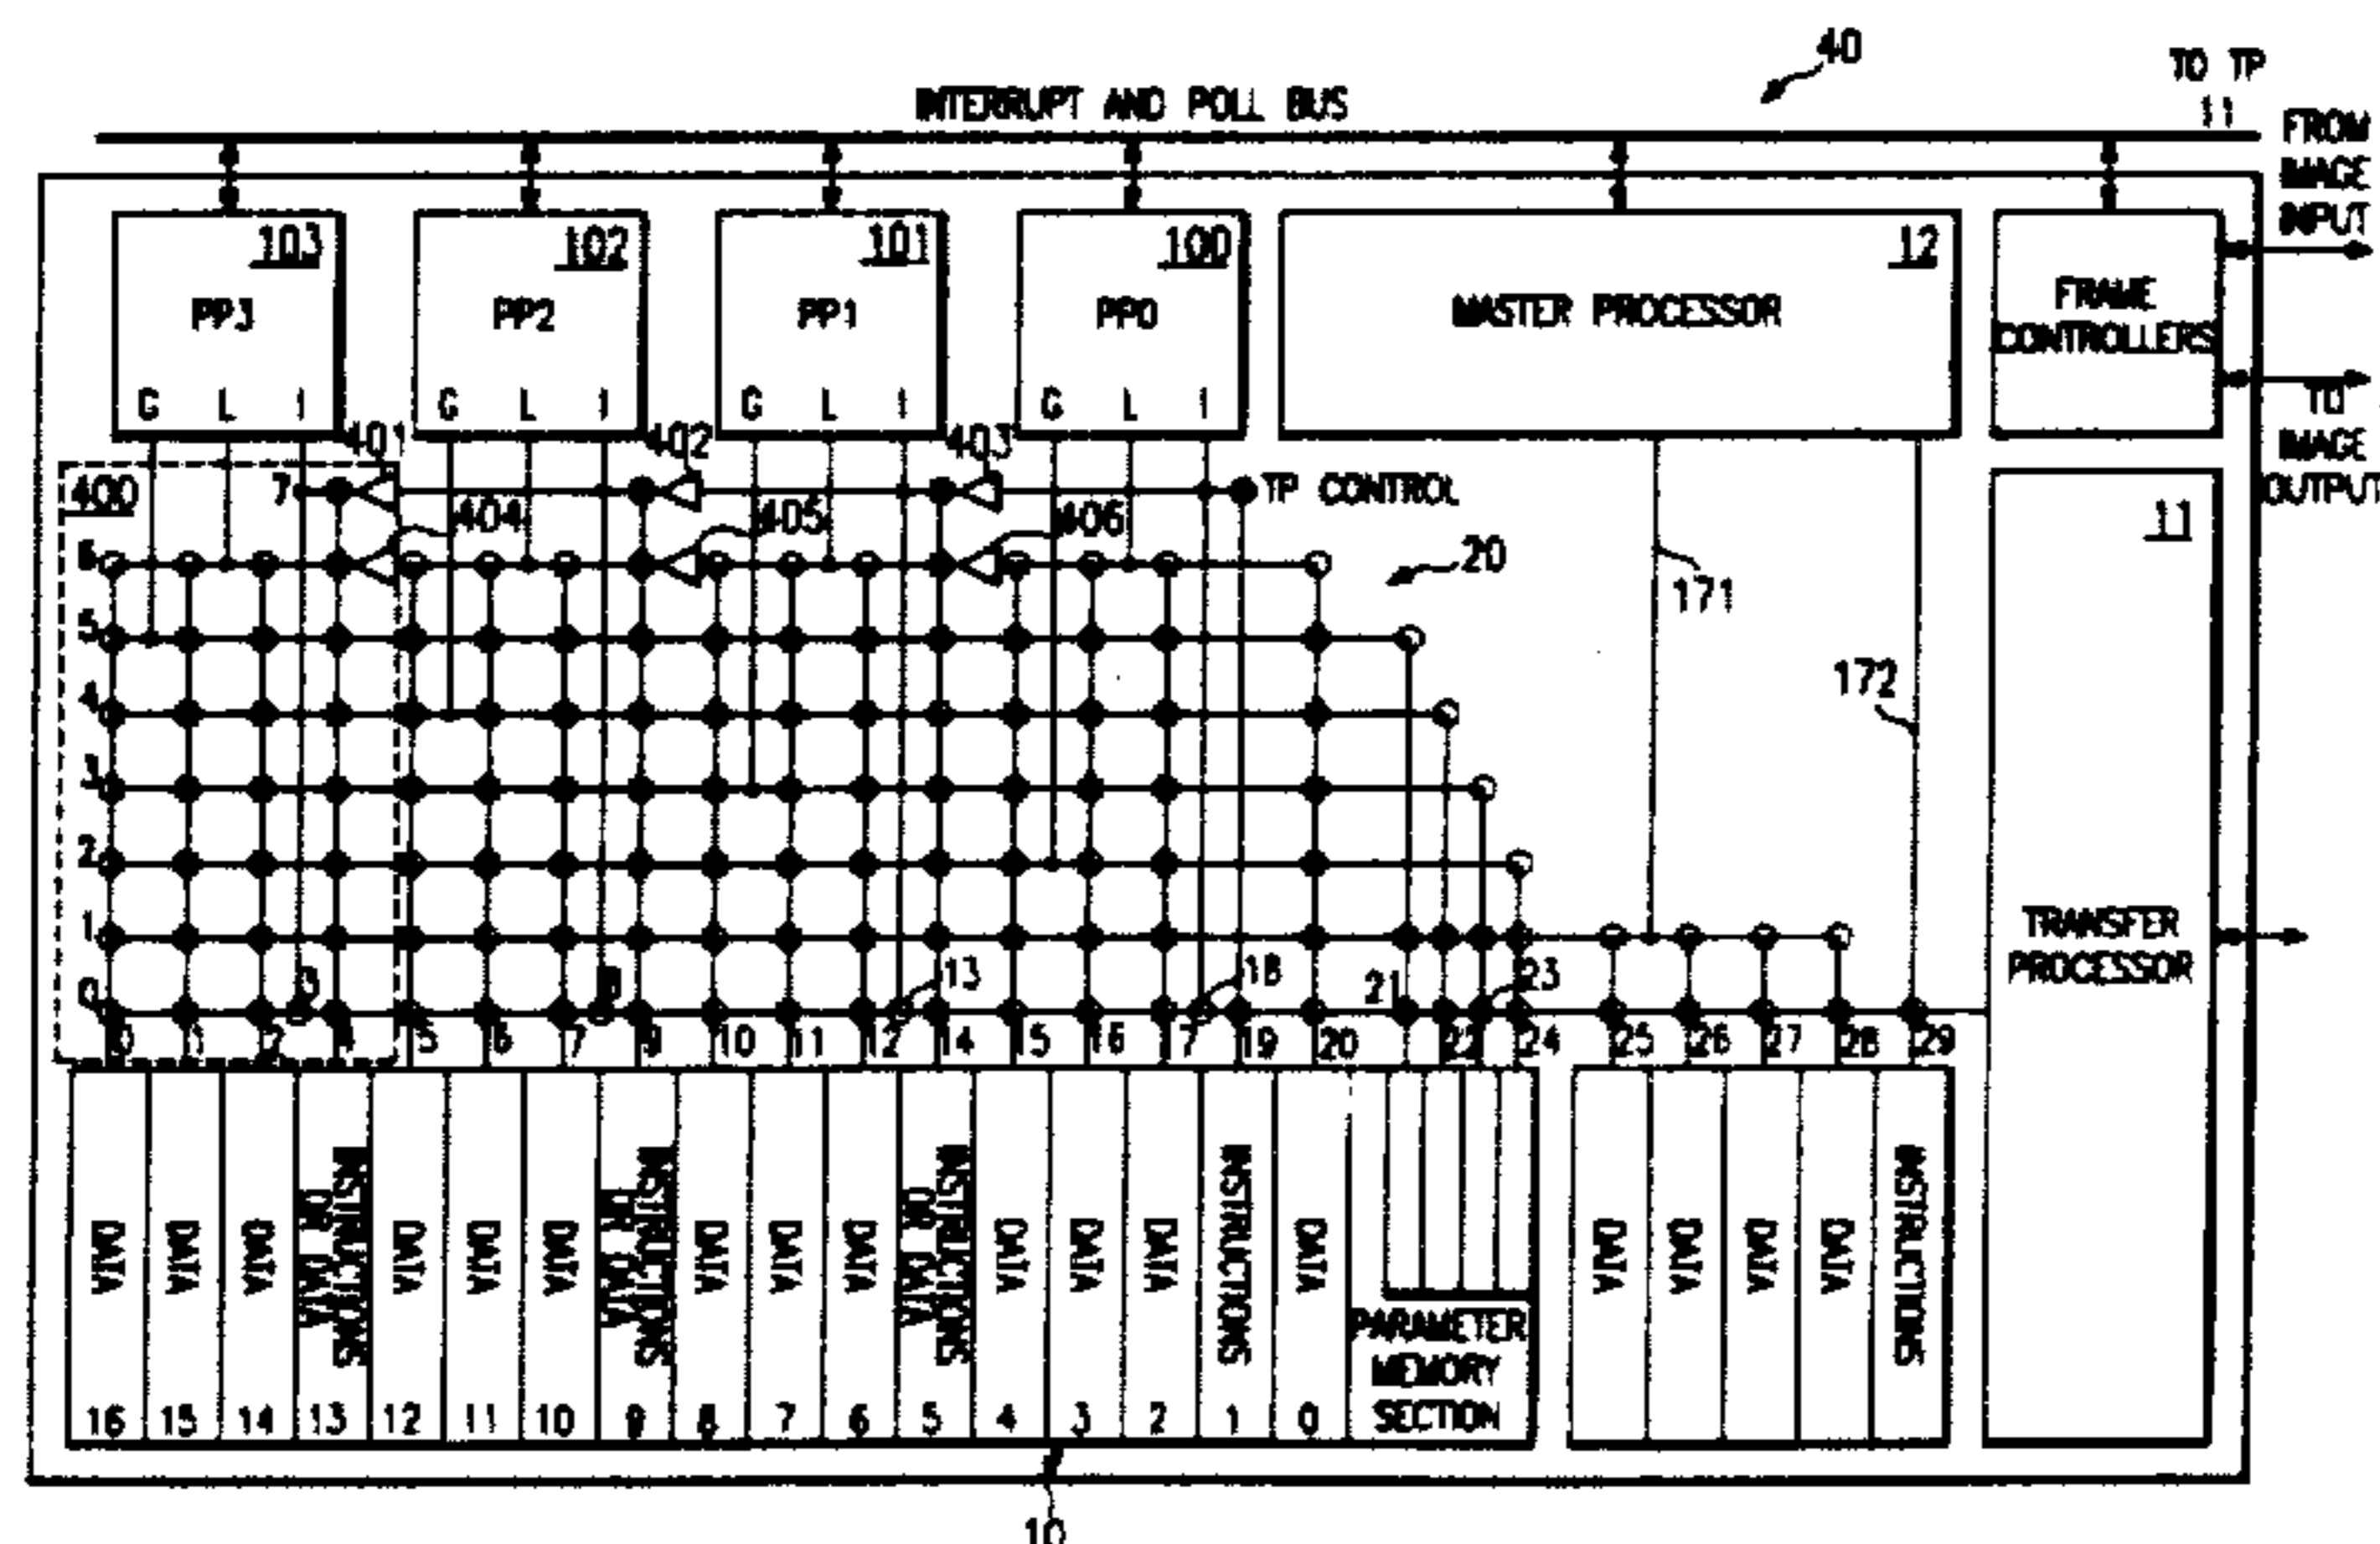 40
TO TP
11
INTERRUPT AND POLL BUS
FROM
IMAGE
INPUT
103
102
101
100
12
PP3
PP2
PP1
PP0
MASTER PROCESSOR
FRAME
CONTROLLERS
G L I
G L I
G L I
G L I
TO
IMAGE
OUTPUT
401
402
403
400
7
TP CONTROL
11
404
405
406
6
20
171
5
172
4
3
2
1
TRANSFER
PROCESSOR
0
3
8
13
18
21
23
0 1 2 4 5 6 7 9 10 11 12 14 15 16 17 19 20 22 24 25 26 27 28 29
DATA
DATA
DATA
INSTRUCTIONS
OR DATA
DATA
DATA
DATA
INSTRUCTIONS
OR DATA
DATA
DATA
DATA
INSTRUCTIONS
OR DATA
DATA
DATA
DATA
INSTRUCTIONS
DATA
DATA
DATA
DATA
DATA
INSTRUCTIONS
PARAMETER
MEMORY
SECTION
16 15 14 13 12 11 10 9 8 7 6 5 4 3 2 1 0
10